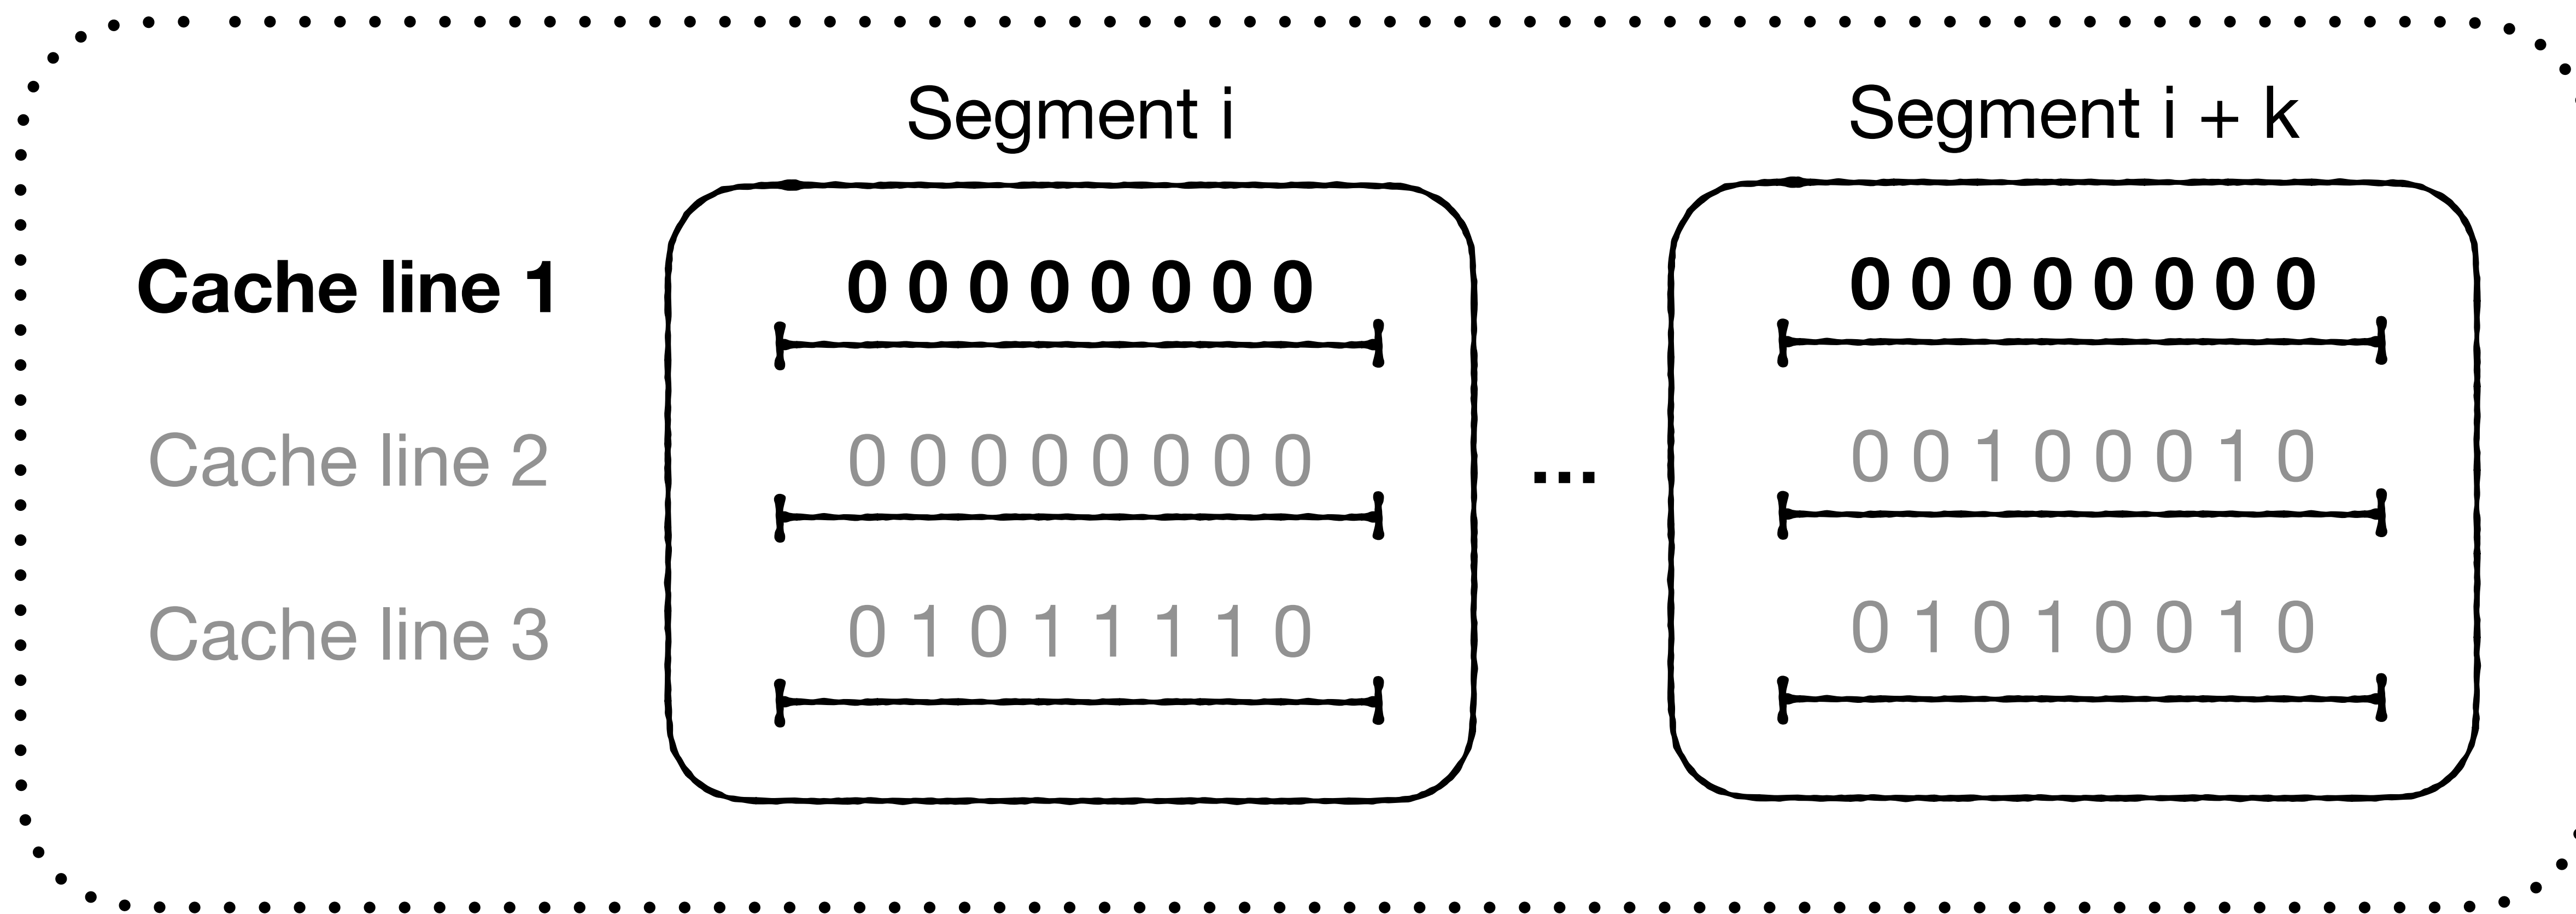 Segment i Segment i + k
Cache line 1 0 0 0 0 0 0 0 0 0 0 0 0 0 0 0 0
Cache line 2 0 0 0 0 0 0 0 0 ... 0 0 1 0 0 0 1 0
Cache line 3 0 1 0 1 1 1 1 0 0 1 0 1 0 0 1 0